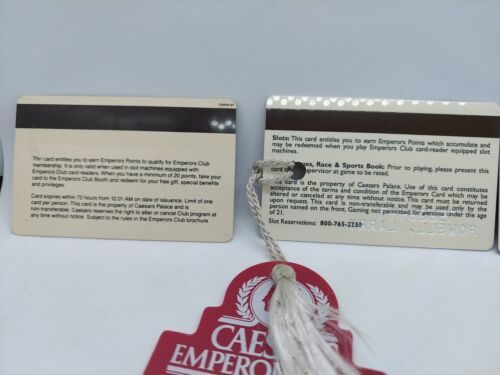 This card entitles you to earn Emperors Points to qualify for Emperors Club
membership. It is only valid when used in slot machines equipped with
Emperors Club card-readers. When you have a minimum of 20 points, take your
card to the Emperors Club Booth and redeem for your free gift, special benefits
and privileges.
Card expires within 72 hours from 12:01 AM on date of issuance. Limit of one
card per person. This card is the property of Caesars Palace and is
non-transferable. Caesars reserves the right to alter or cancel Club program at
any time without notice. Subject to the rules in the Emperors Club brochure.
Slots: This card entitles you to earn Emperors Points which accumulate and
may be redeemed when you play Emperors Club card-reader equipped slot
machines.
Race & Sports Book: Prior to playing, please present this
card supervisor at game to be rated.
card is the property of Caesars Palace. Use of this card constitutes
acceptance of the terms and condition of the Emperors Card which may be
altered or canceled at any time without notice. This card must be returned
upon request. This card is non-transferable and may be used only by the
person named on the front. Gaming not permitted for persons under the age
of 21.
Slot Reservations: 800-765-2250
POWELL
CAES
EMPERO